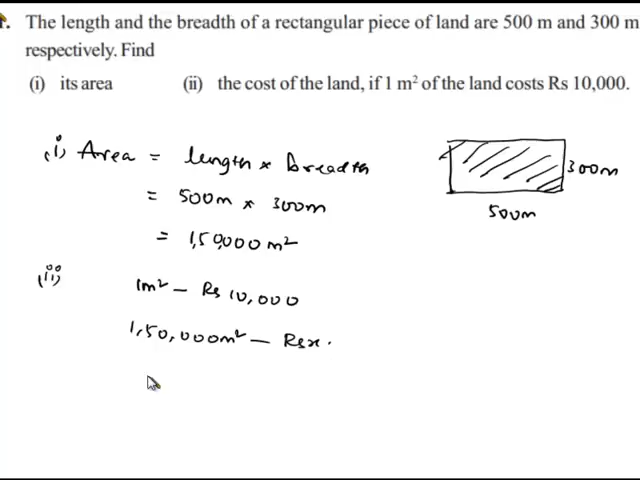 1. The length and the breadth of a rectangular piece of land are 500 m and 300 m
respectively. Find
(i) its area (ii) the cost of the land, if 1 m² of the land costs Rs 10,000.
(i) Area = length × breadth
= 500m × 300m
= 1,50,000 m²
300m
500m
(ii)
1m² — Rs 10,000
1,50,000m² — Rs x.